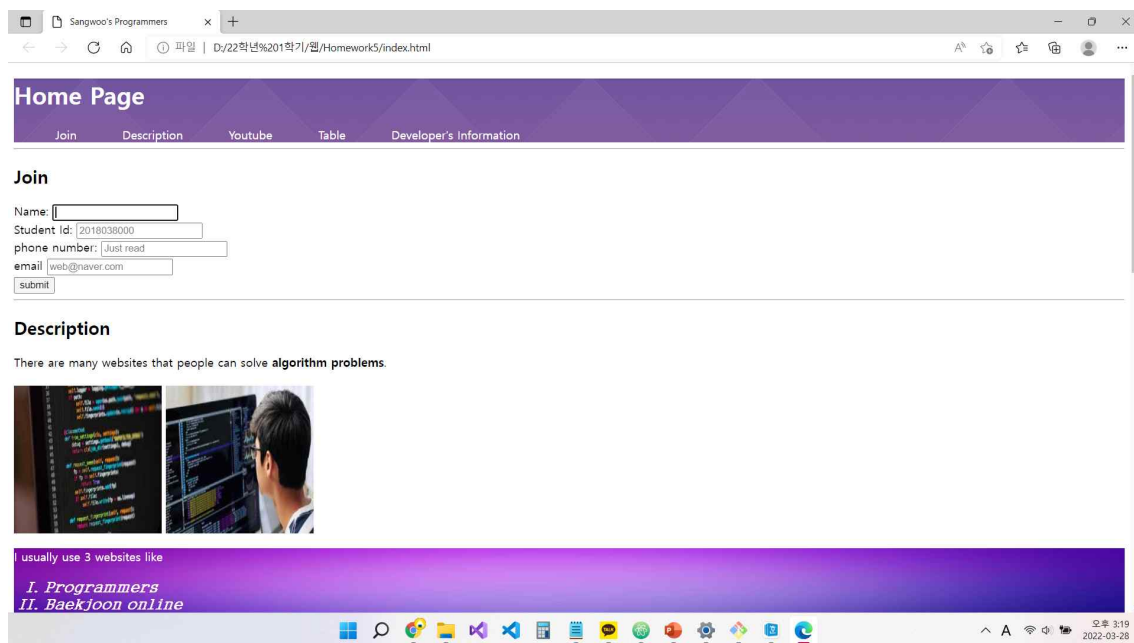 Sangwoo's Programmers
파일 | D:/22학년%201학기/웹/Homework5/index.html
Home Page
Join Description Youtube Table Developer's Information
Join
Name:
Student Id: 2018038000
phone number: Just read
email web@naver.com
submit
Description
There are many websites that people can solve algorithm problems.
I usually use 3 websites like
I. Programmers
II. Baekjoon online
A 오후 3:19
2022-03-28